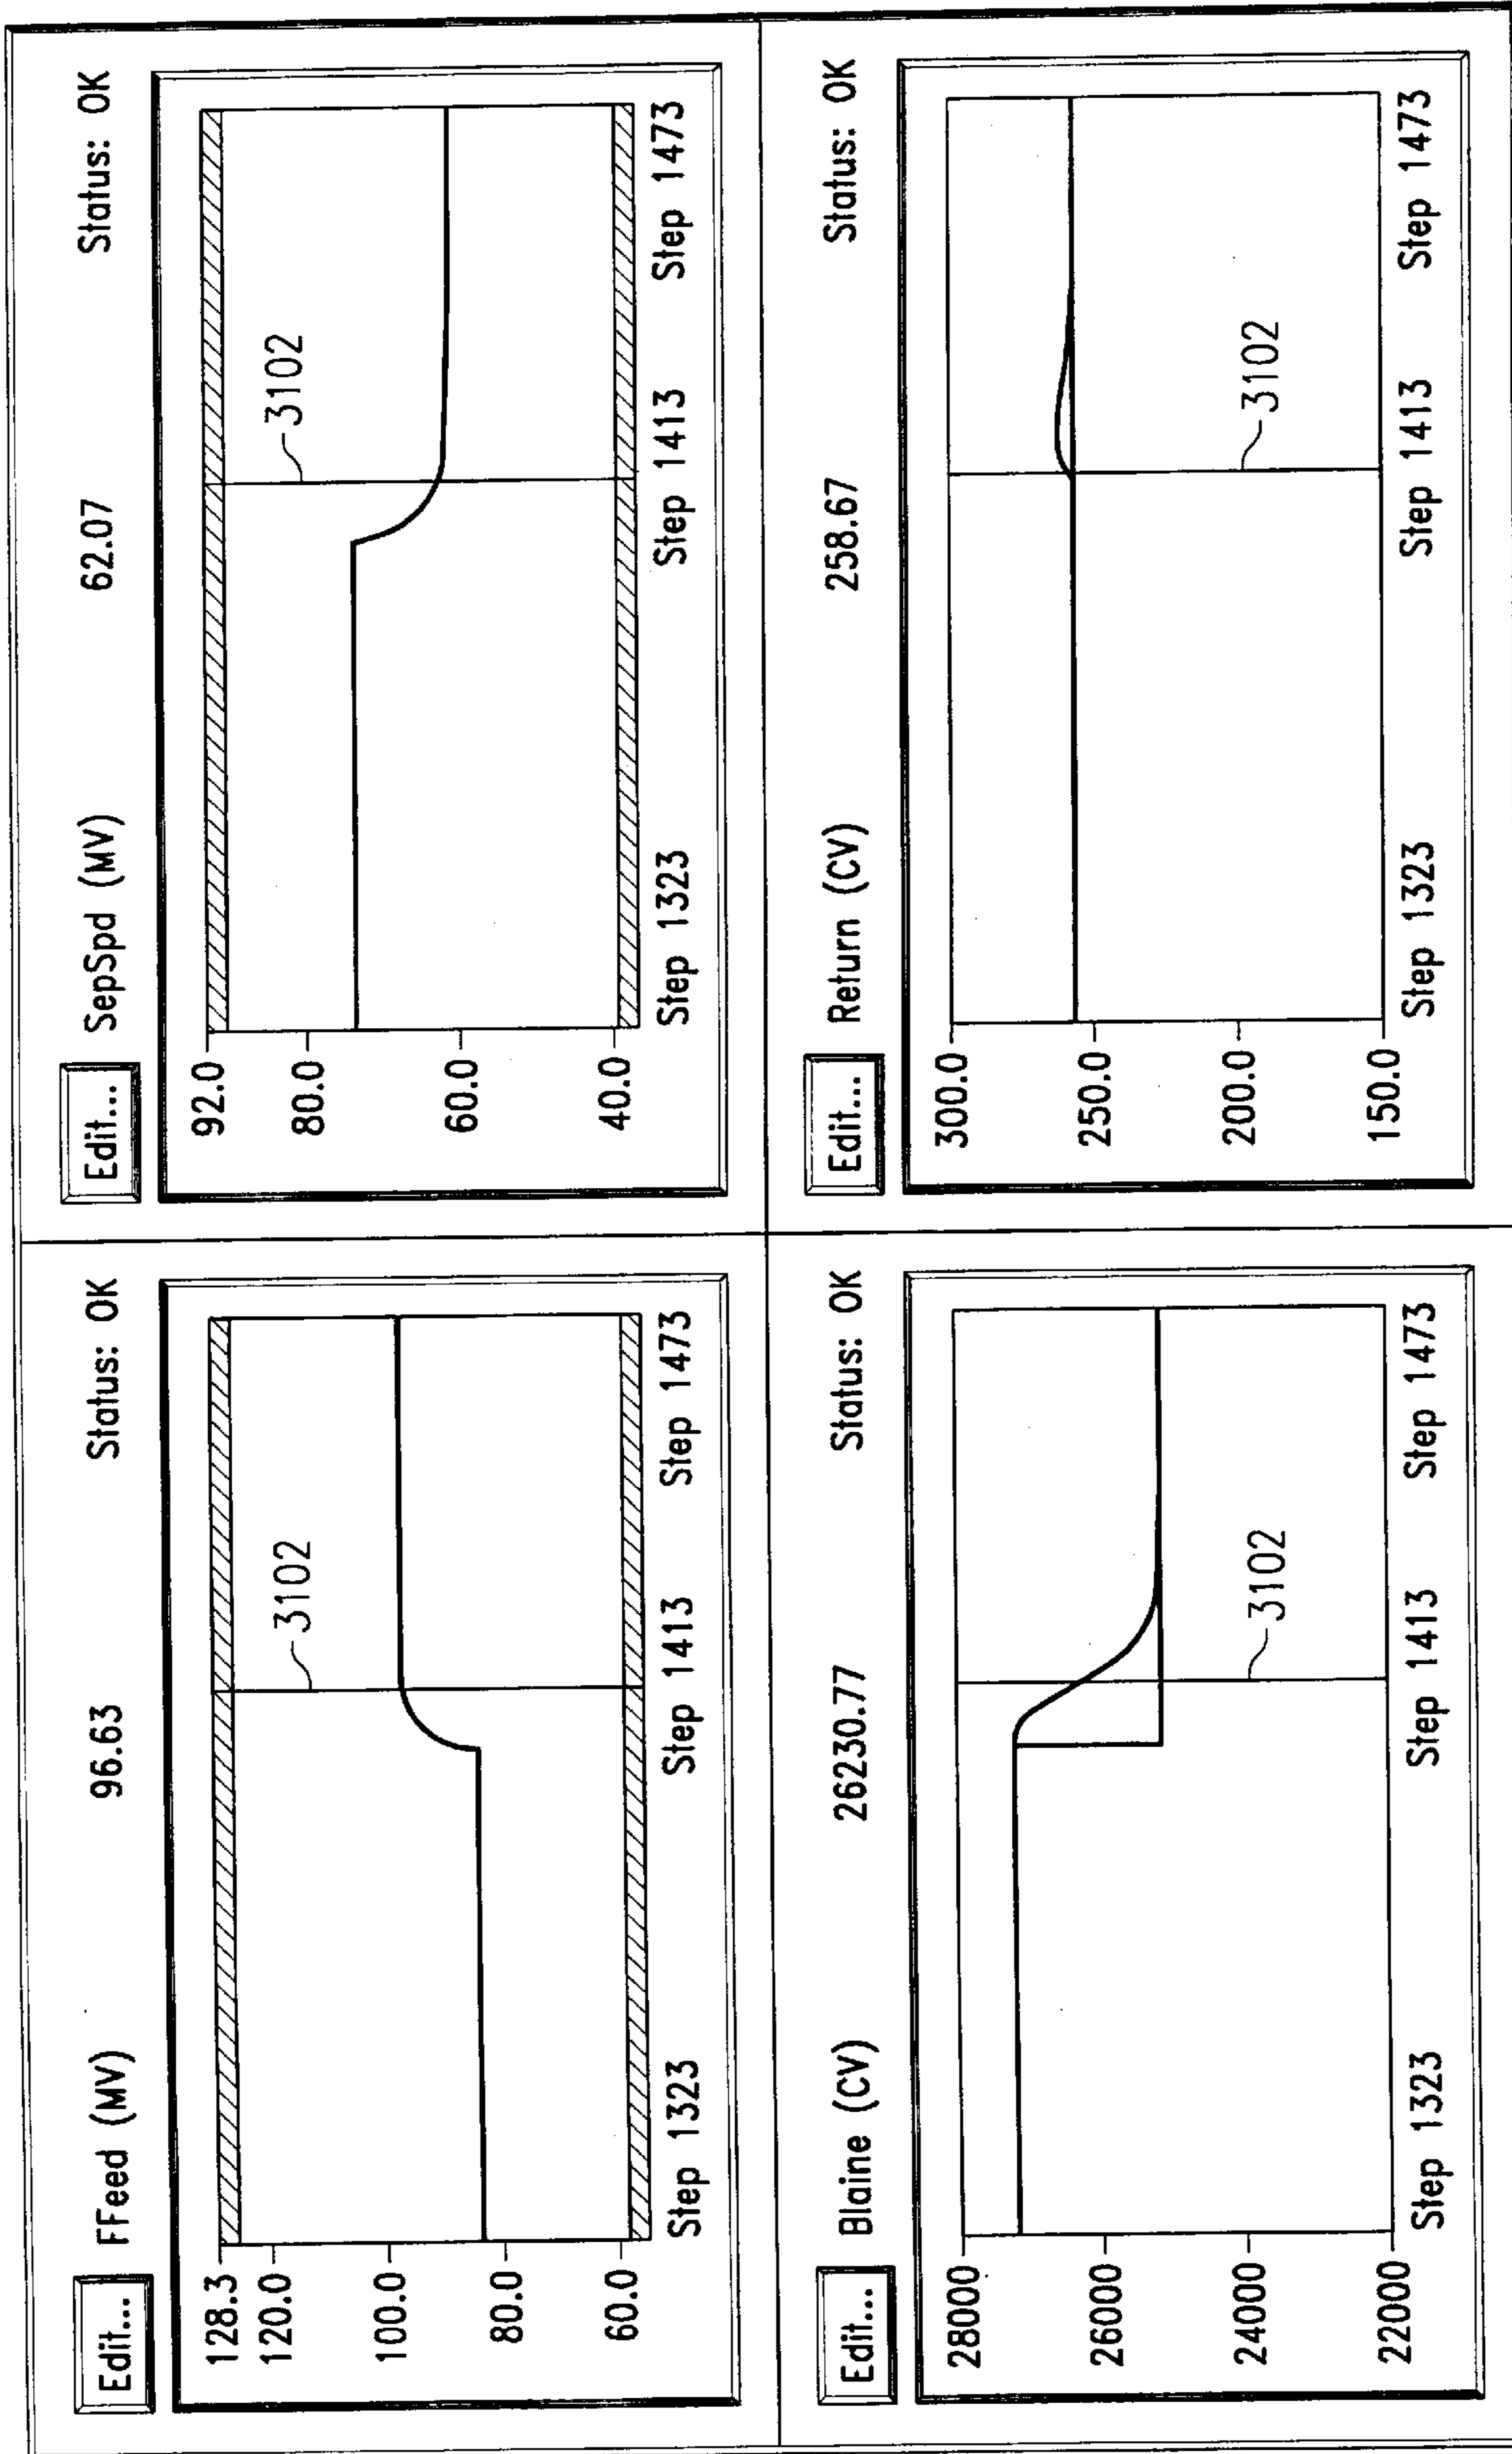 Edit... FFeed (MV) 96.63 Status: OK
128.3
120.0
100.0
80.0
60.0
3102
Step 1323 Step 1413 Step 1473
Edit... SepSpd (MV) 62.07 Status: OK
92.0
80.0
60.0
40.0
3102
Step 1323 Step 1413 Step 1473
Edit... Blaine (CV) 26230.77 Status: OK
28000
26000
24000
22000
3102
Step 1323 Step 1413 Step 1473
Edit... Return (CV) 258.67 Status: OK
300.0
250.0
200.0
150.0
3102
Step 1323 Step 1413 Step 1473